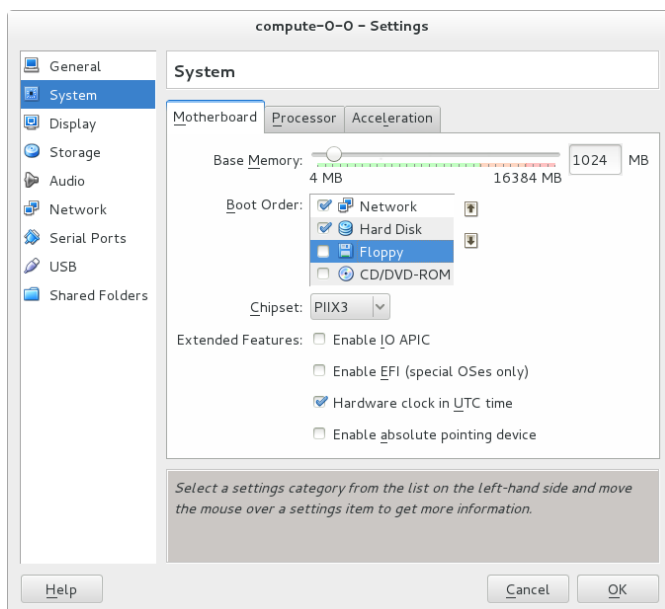 compute-0-0 - Settings
General
System
Display
Storage
Audio
Network
Serial Ports
USB
Shared Folders
System
Motherboard Processor Acceleration
Base Memory: 1024 MB
4 MB 16384 MB
Boot Order: Network
Hard Disk
Floppy
CD/DVD-ROM
Chipset: PIIX3
Extended Features: Enable IO APIC
Enable EFI (special OSes only)
Hardware clock in UTC time
Enable absolute pointing device
Select a settings category from the list on the left-hand side and move
the mouse over a settings item to get more information.
Help Cancel OK